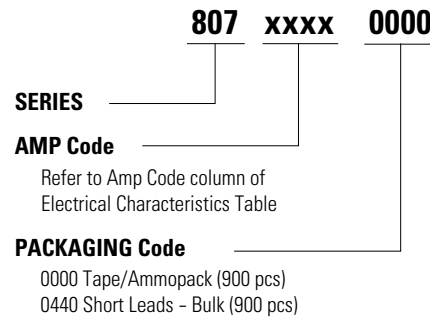 807 xxxx 0000
SERIES
AMP Code
Refer to Amp Code column of
Electrical Characteristics Table
PACKAGING Code
0000 Tape/Ammopack (900 pcs)
0440 Short Leads – Bulk (900 pcs)